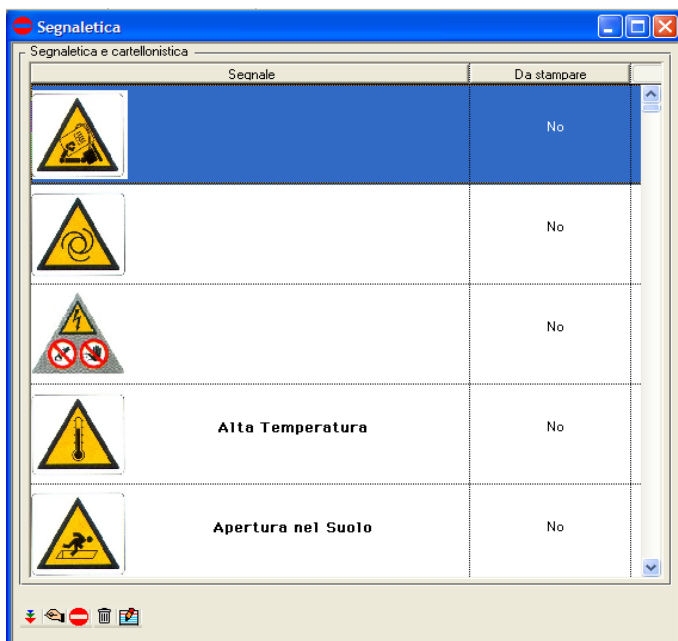 Segnaletica
Segnaletica e cartellonistica
Segnale Da stampare
No
No
No
Alta Temperatura No
Apertura nel Suolo No